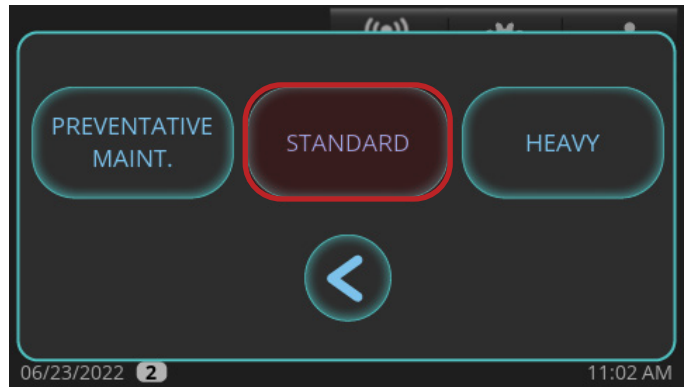 PREVENTATIVE
MAINT.
STANDARD
HEAVY
06/23/2022 2
11:02 AM